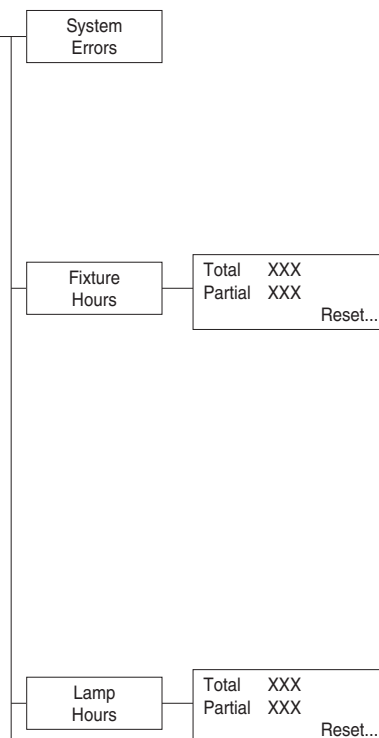 System
Errors
Fixture
Hours
Total XXX
Partial XXX
Reset...
Lamp
Hours
Total XXX
Partial XXX
Reset...